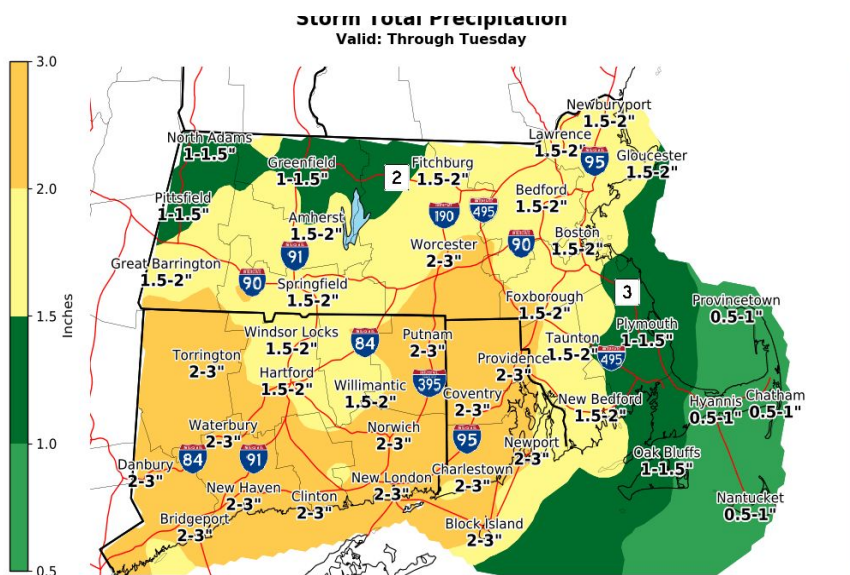 Storm Total Precipitation
Valid: Through Tuesday
3.0
2.0
1.5
1.0
0.5
Inches
Newburyport
1.5-2"
North Adams
1-1.5"
Lawrence
1.5-2"
95
Greenfield
1-1.5"
2
Fitchburg
1.5-2"
Gloucester
1.5-2"
Pittsfield
1-1.5"
Bedford
1.5-2"
190
495
Amherst
1.5-2"
91
Worcester
2-3"
90
Boston
1.5-2"
Great Barrington
1.5-2"
90
Springfield
1.5-2"
3
Foxborough
1.5-2"
Provincetown
0.5-1"
Windsor Locks
1.5-2"
84
Putnam
2-3"
Plymouth
1-1.5"
Torrington
2-3"
Providence
2-3"
Taunton
1.5-2"
495
Hartford
1.5-2"
Willimantic
1.5-2"
395
Coventry
2-3"
New Bedford
1.5-2"
Hyannis
0.5-1"
Chatham
0.5-1"
Waterbury
2-3"
Norwich
2-3"
95
Newport
2-3"
Danbury
2-3"
84
91
Oak Bluffs
1-1.5"
New Haven
2-3"
Clinton
2-3"
New London
2-3"
Charlestown
2-3"
Nantucket
0.5-1"
Bridgeport
2-3"
Block Island
2-3"